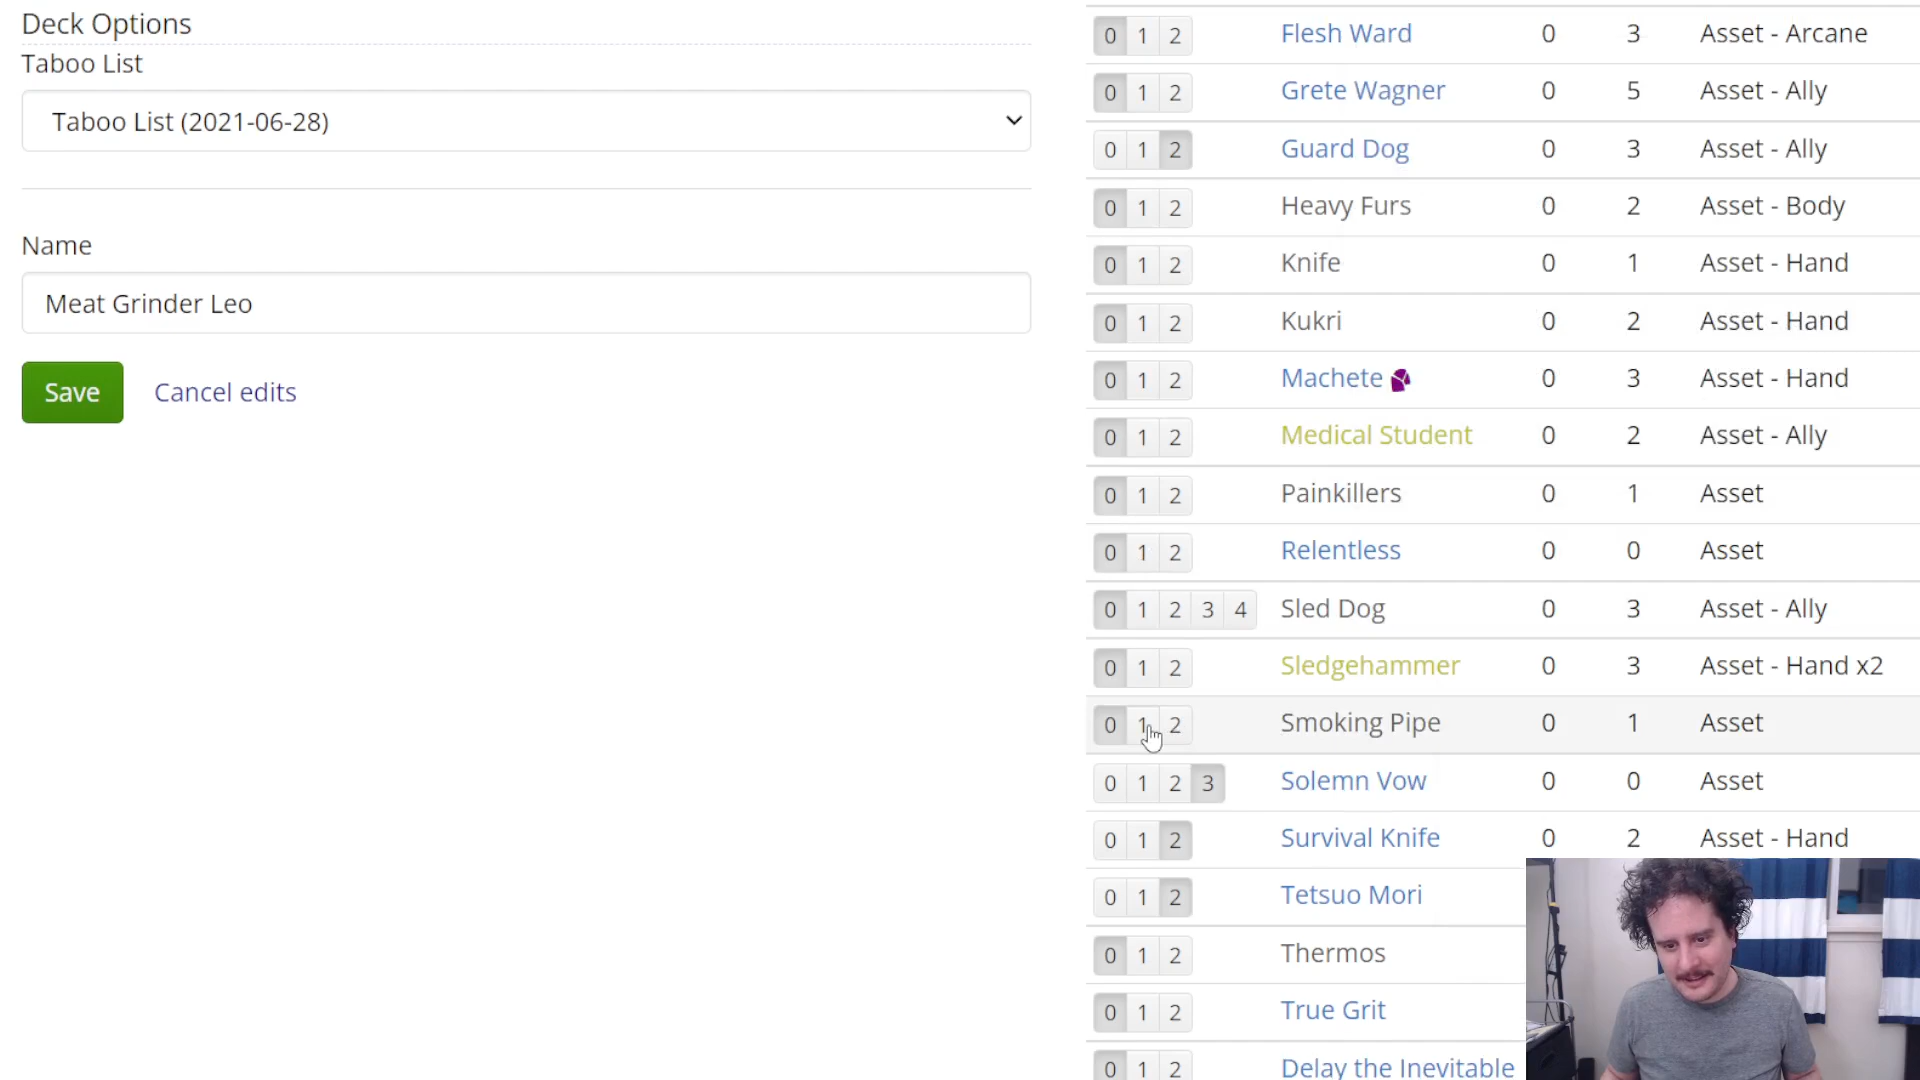 Deck Options
Taboo List
Taboo List (2021-06-28)
Name
Meat Grinder Leo
Save Cancel edits
0 1 2 Flesh Ward 0 3 Asset - Arcane
0 1 2 Grete Wagner 0 5 Asset - Ally
0 1 2 Guard Dog 0 3 Asset - Ally
0 1 2 Heavy Furs 0 2 Asset - Body
0 1 2 Knife 0 1 Asset - Hand
0 1 2 Kukri 0 2 Asset - Hand
0 1 2 Machete 0 3 Asset - Hand
0 1 2 Medical Student 0 2 Asset - Ally
0 1 2 Painkillers 0 1 Asset
0 1 2 Relentless 0 0 Asset
0 1 2 3 4 Sled Dog 0 3 Asset - Ally
0 1 2 Sledgehammer 0 3 Asset - Hand x2
0 1 2 Smoking Pipe 0 1 Asset
0 1 2 3 Solemn Vow 0 0 Asset
0 1 2 Survival Knife 0 2 Asset - Hand
0 1 2 Tetsuo Mori
0 1 2 Thermos
0 1 2 True Grit
0 1 2 Delay the Inevitable